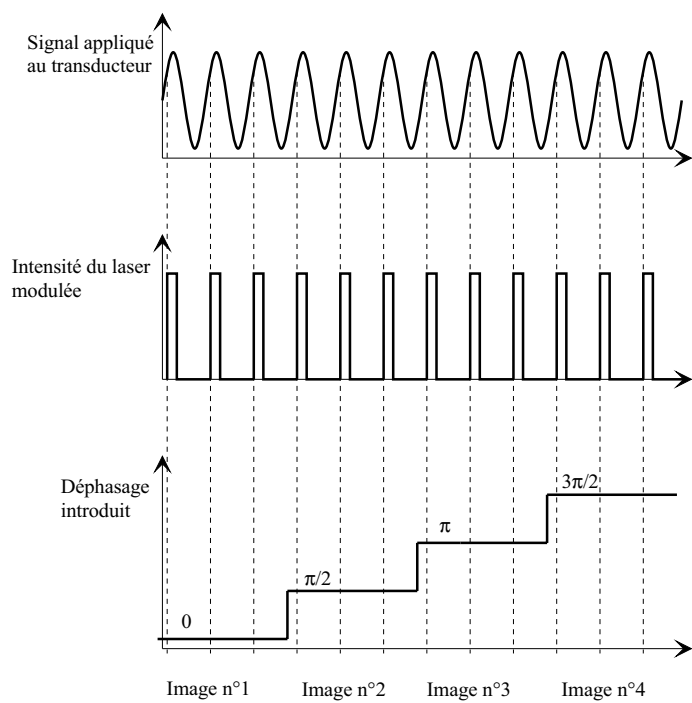 Signal appliqué
au transducteur
Intensité du laser
modulée
Déphasage
introduit
0
π/2
π
3π/2
Image n°1
Image n°2
Image n°3
Image n°4